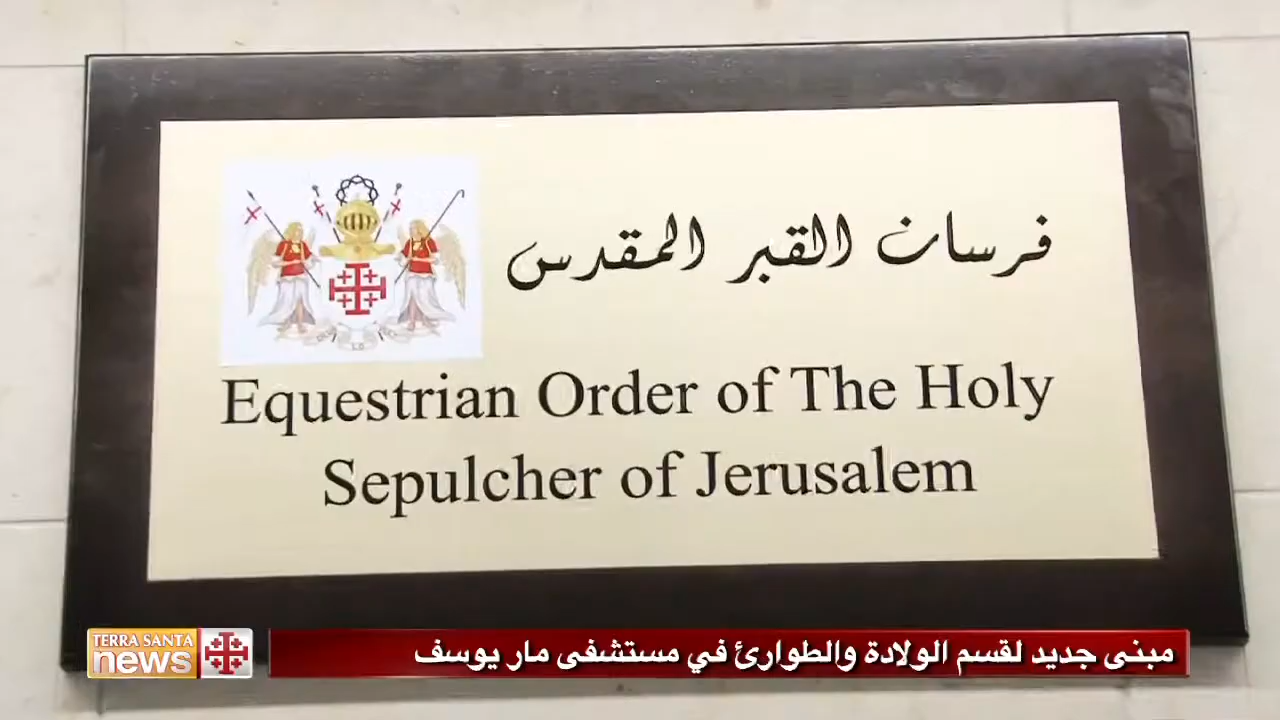 فرسان القبر المقدس
Equestrian Order of The Holy
Sepulcher of Jerusalem
TERRA SANTA
news
مبنى جديد لقسم الولادة والطوارئ في مستشفى مار يوسف